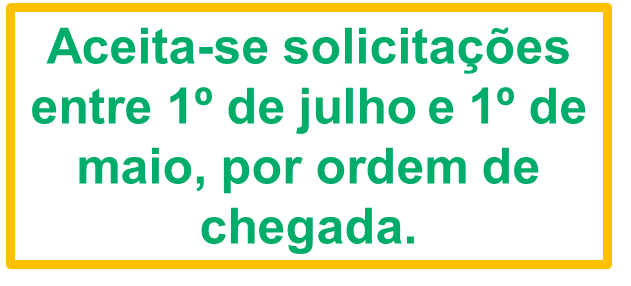 Aceita-se solicitações
entre 1º de julho e 1º de
maio, por ordem de
chegada.